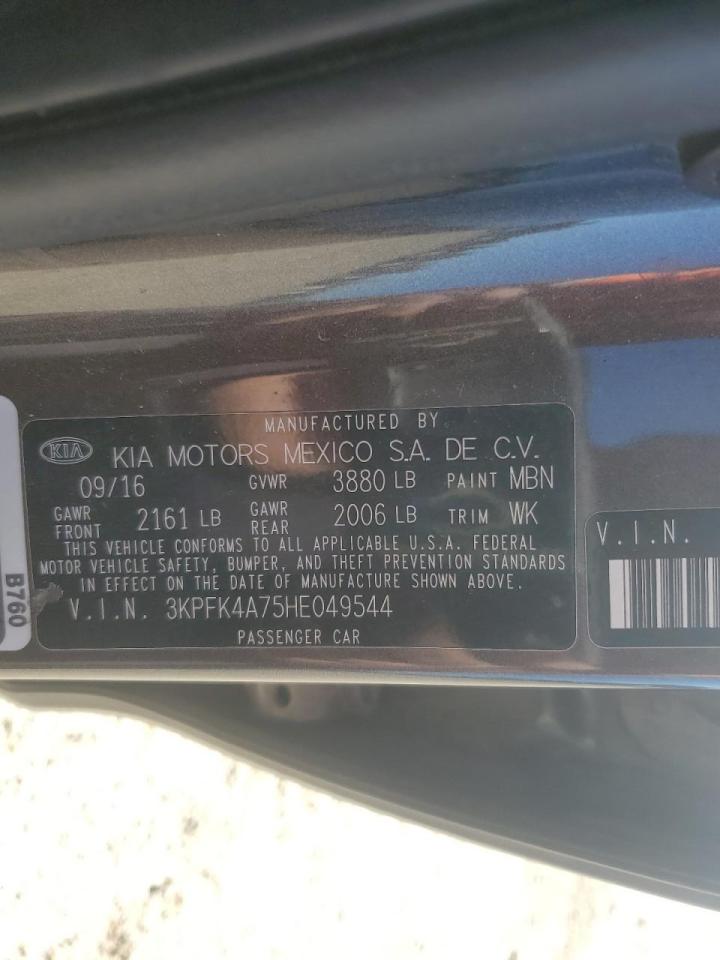 MANUFACTURED BY
KIA KIA MOTORS MEXICO S.A. DE C.V.
09/16 GVWR 3880 LB PAINT MBN
GAWR FRONT 2161 LB GAWR REAR 2006 LB TRIM WK
THIS VEHICLE CONFORMS TO ALL APPLICABLE U.S.A. FEDERAL
MOTOR VEHICLE SAFETY, BUMPER, AND THEFT PREVENTION STANDARDS
IN EFFECT ON THE DATE OF MANUFACTURE SHOWN ABOVE.
V.I.N. 3KPFK4A75HE049544
PASSENGER CAR
V.I.N.
B760